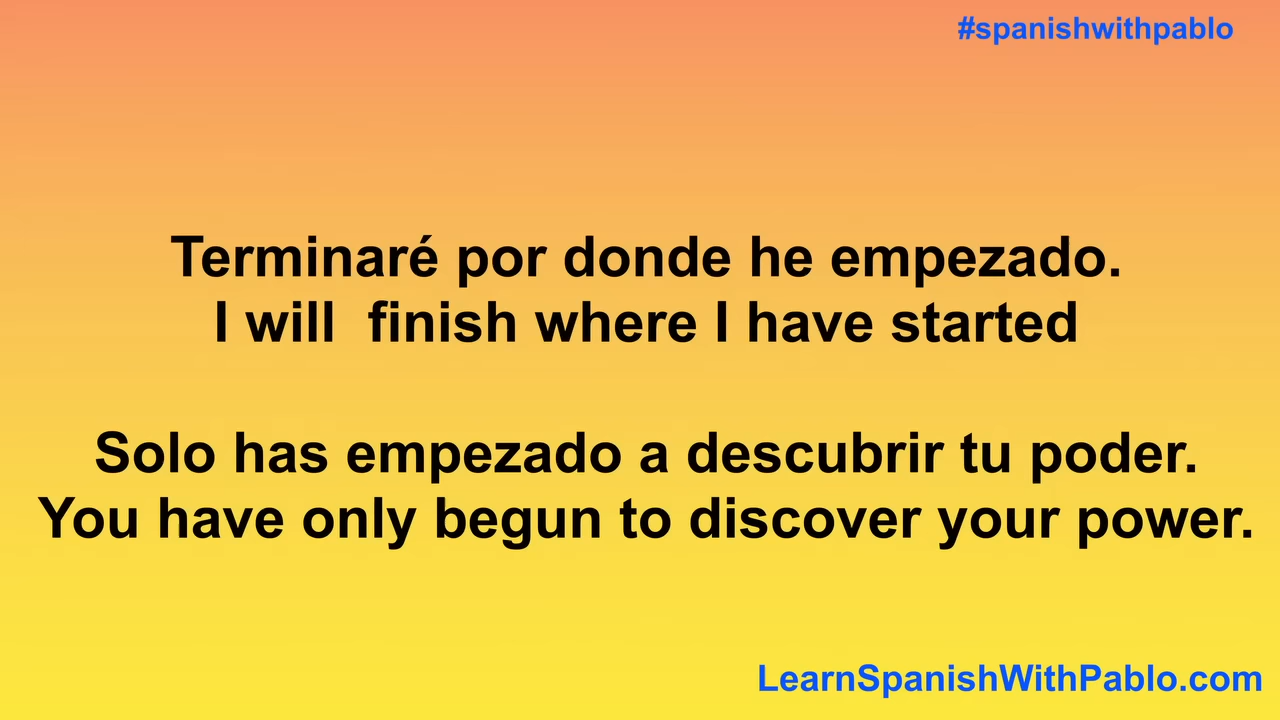 #spanishwithpablo
Terminaré por donde he empezado.
I will  finish where I have started
Solo has empezado a descubrir tu poder.
You have only begun to discover your power.
LearnSpanishWithPablo.com